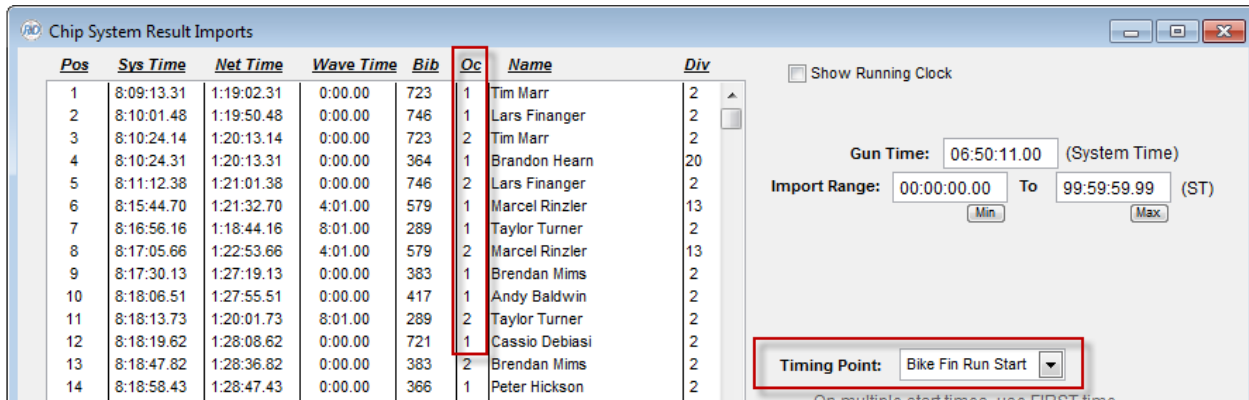 Chip System Result Imports
Pos Sys Time Net Time Wave Time Bib Oc Name Div
1 8:09:13.31 1:19:02.31 0:00.00 723 1 Tim Marr 2
2 8:10:01.48 1:19:50.48 0:00.00 746 1 Lars Finanger 2
3 8:10:24.14 1:20:13.14 0:00.00 723 2 Tim Marr 2
4 8:10:24.31 1:20:13.31 0:00.00 364 1 Brandon Hearn 20
5 8:11:12.38 1:21:01.38 0:00.00 746 2 Lars Finanger 2
6 8:15:44.70 1:21:32.70 4:01.00 579 1 Marcel Rinzler 13
7 8:16:56.16 1:18:44.16 8:01.00 289 1 Taylor Turner 2
8 8:17:05.66 1:22:53.66 4:01.00 579 2 Marcel Rinzler 13
9 8:17:30.13 1:27:19.13 0:00.00 383 1 Brendan Mims 2
10 8:18:06.51 1:27:55.51 0:00.00 417 1 Andy Baldwin 2
11 8:18:13.73 1:20:01.73 8:01.00 289 2 Taylor Turner 2
12 8:18:19.62 1:28:08.62 0:00.00 721 1 Cassio Debiasi 2
13 8:18:47.82 1:28:36.82 0:00.00 383 2 Brendan Mims 2
14 8:18:58.43 1:28:47.43 0:00.00 366 1 Peter Hickson 2
Show Running Clock
Gun Time: 06:50:11.00 (System Time)
Import Range: 00:00:00.00 To 99:59:59.99 (ST)
Min Max
Timing Point: Bike Fin Run Start
On multiple start times, use FIRST time